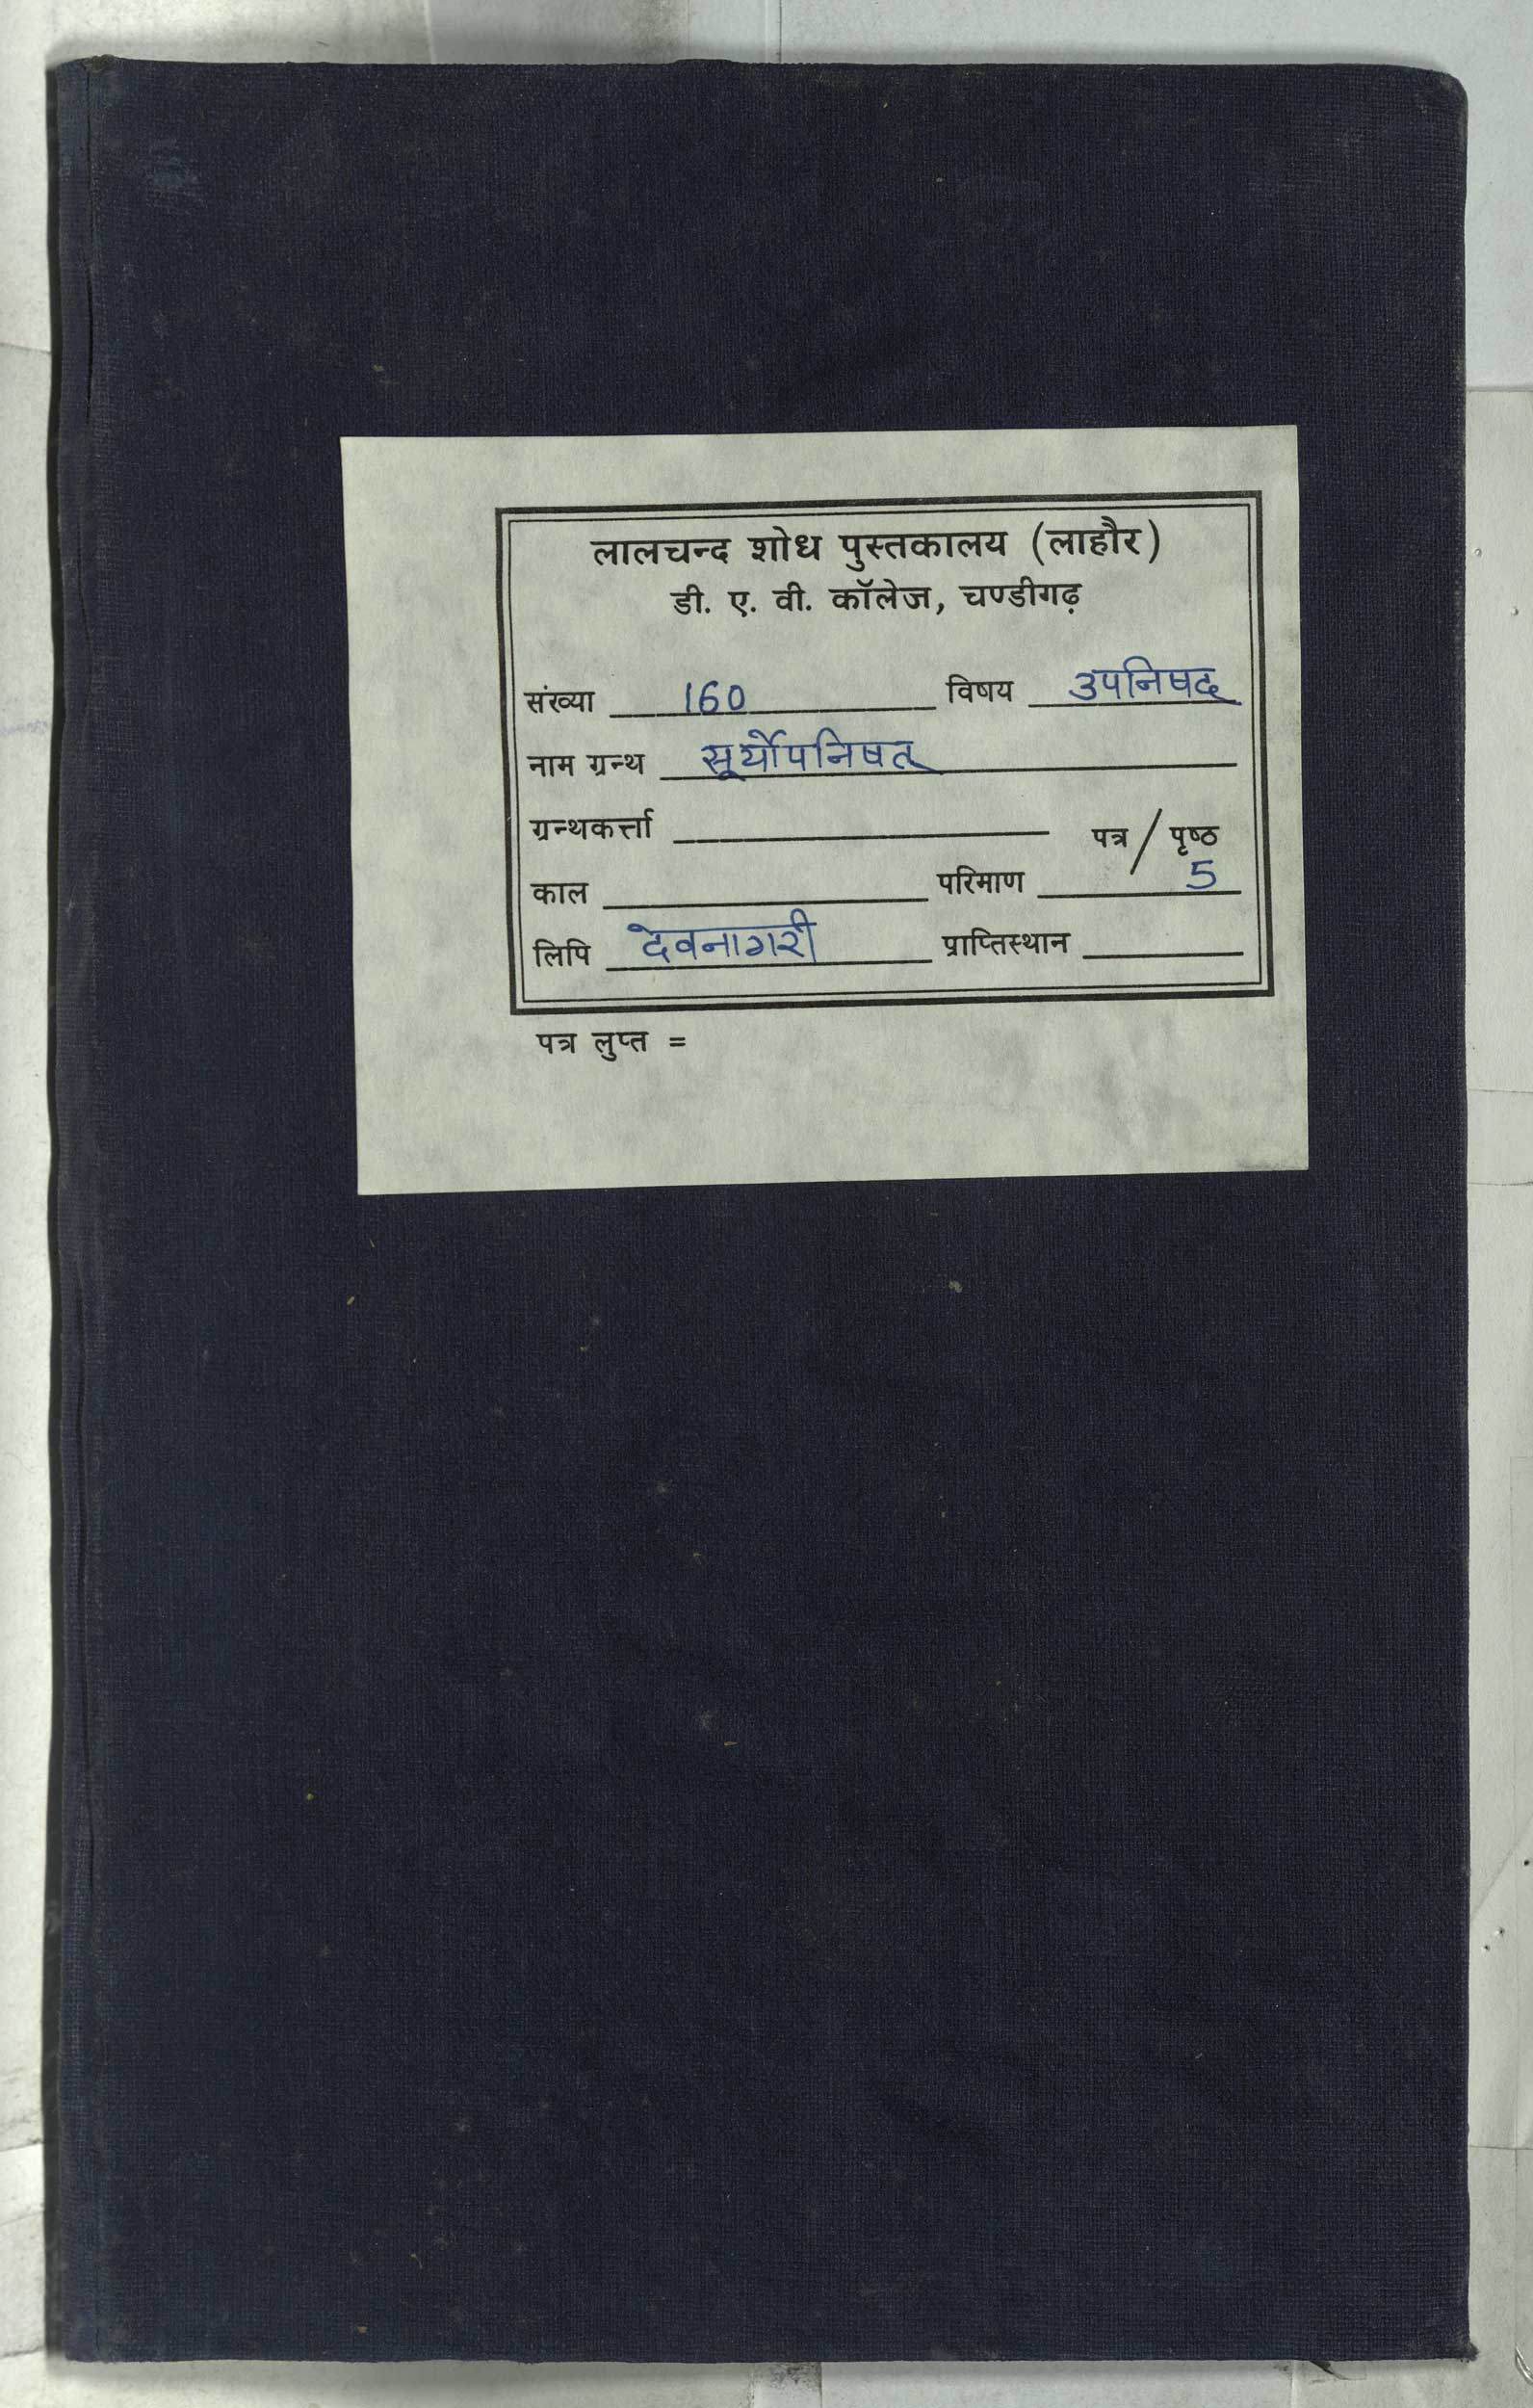 लालचन्द शोध पुस्तकालय (लाहौर)
डी. ए. वी. कॉलेज, चण्डीगढ़
संख्या 160 विषय उपनिषद्
नाम ग्रन्थ सूर्योपनिषत्
ग्रन्थकर्त्ता पत्र / पृष्ठ
काल परिमाण 5
लिपि देवनागरी प्राप्तिस्थान
पत्र लुप्त =